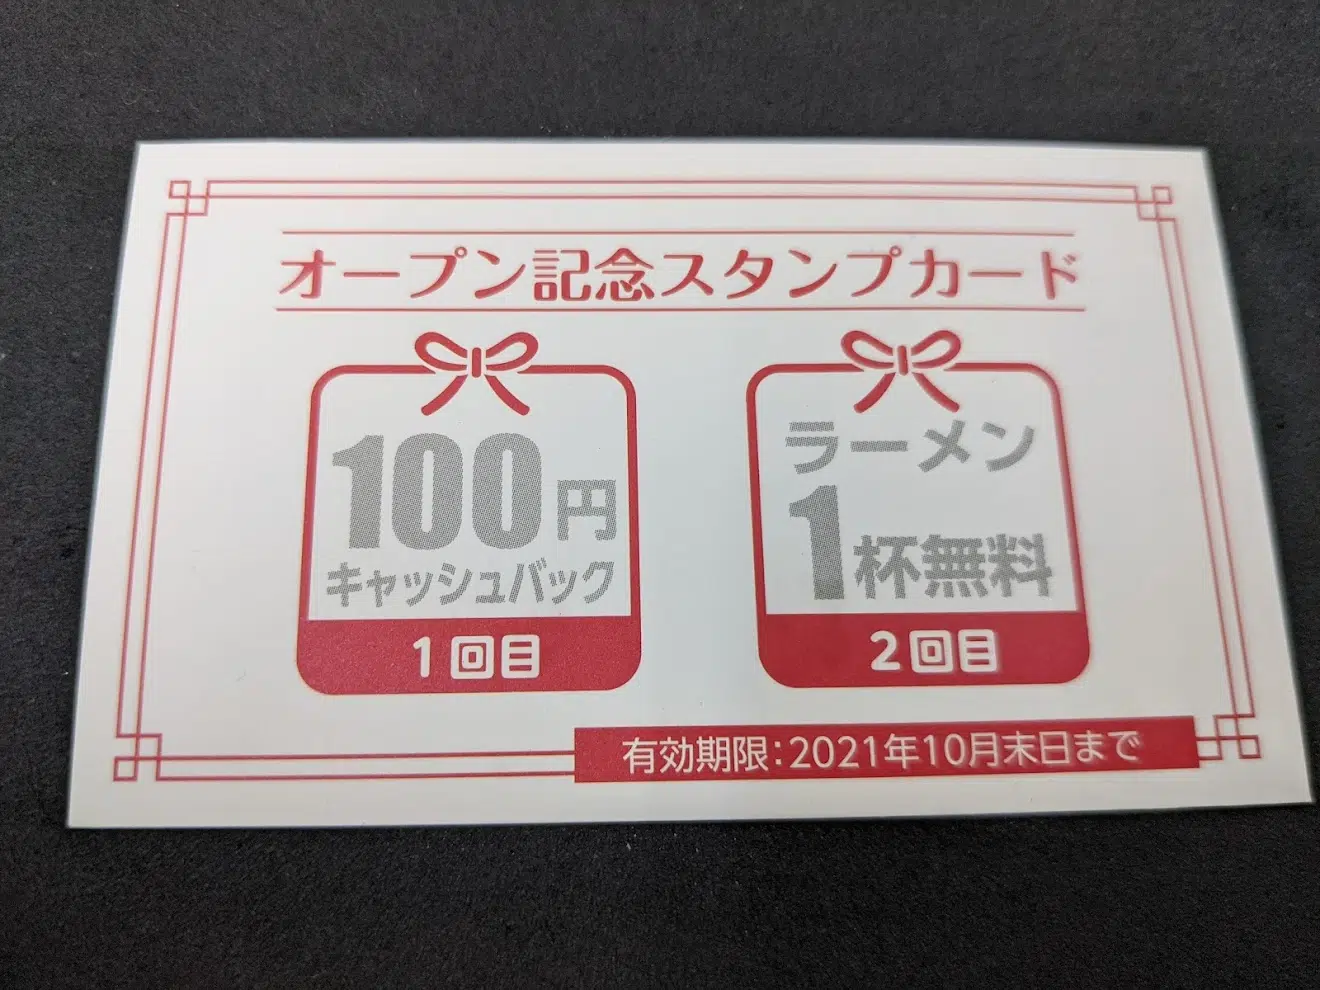 オープン記念スタンプカード
100円
キャッシュバック
1回目
ラーメン
1杯無料
2回目
有効期限:2021年10月末日まで